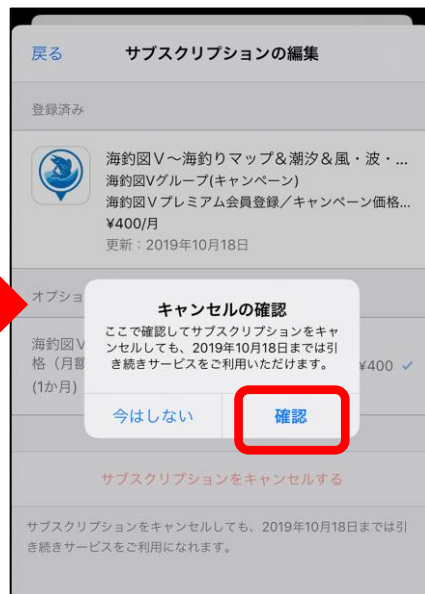 戻る サブスクリプションの編集
登録済み
海釣図Ｖ～海釣りマップ＆潮汐＆風・波・...
海釣図Vグループ(キャンペーン)
海釣図Ｖプレミアム会員登録／キャンペーン価格...
¥400/月
更新：2019年10月18日
オプショ
キャンセルの確認
ここで確認してサブスクリプションをキャ
ンセルしても、2019年10月18日までは引
き続きサービスをご利用いただけます。
海釣図V
格（月額
(1か月)
¥400
今はしない 確認
サブスクリプションをキャンセルする
サブスクリプションをキャンセルしても、2019年10月18日までは引
き続きサービスをご利用になれます。